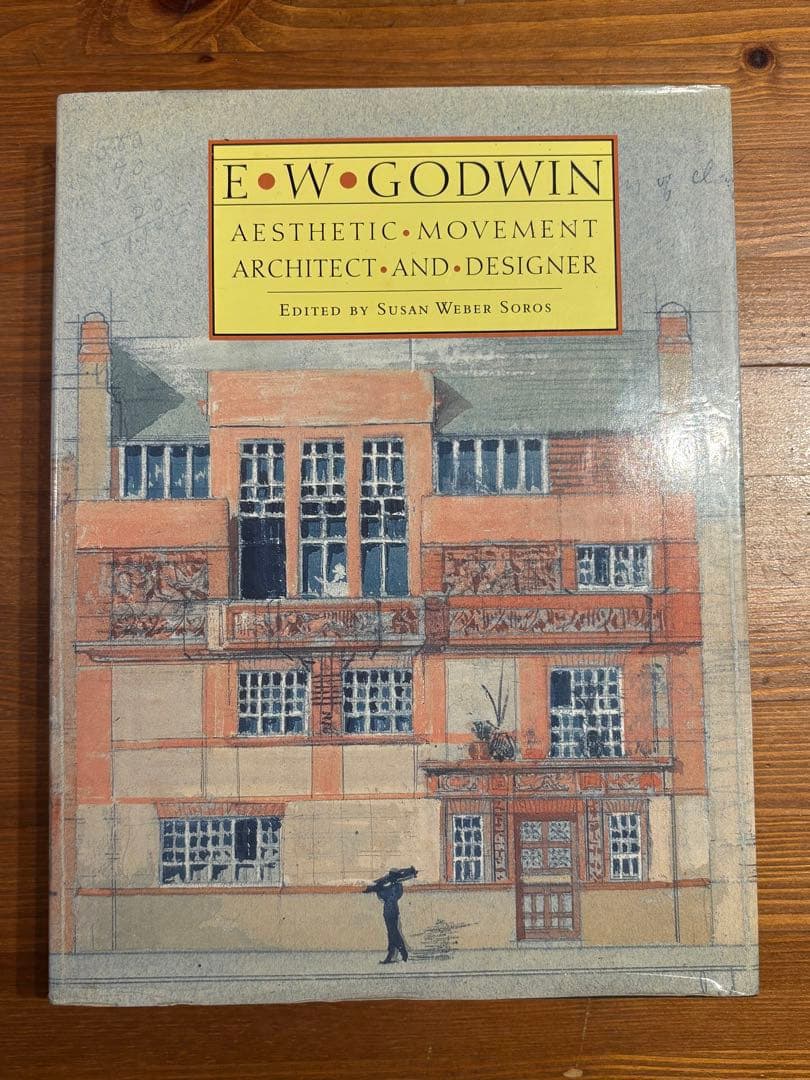 E•W•GODWIN
AESTHETIC•MOVEMENT
ARCHITECT•AND•DESIGNER
EDITED BY SUSAN WEBER SOROS